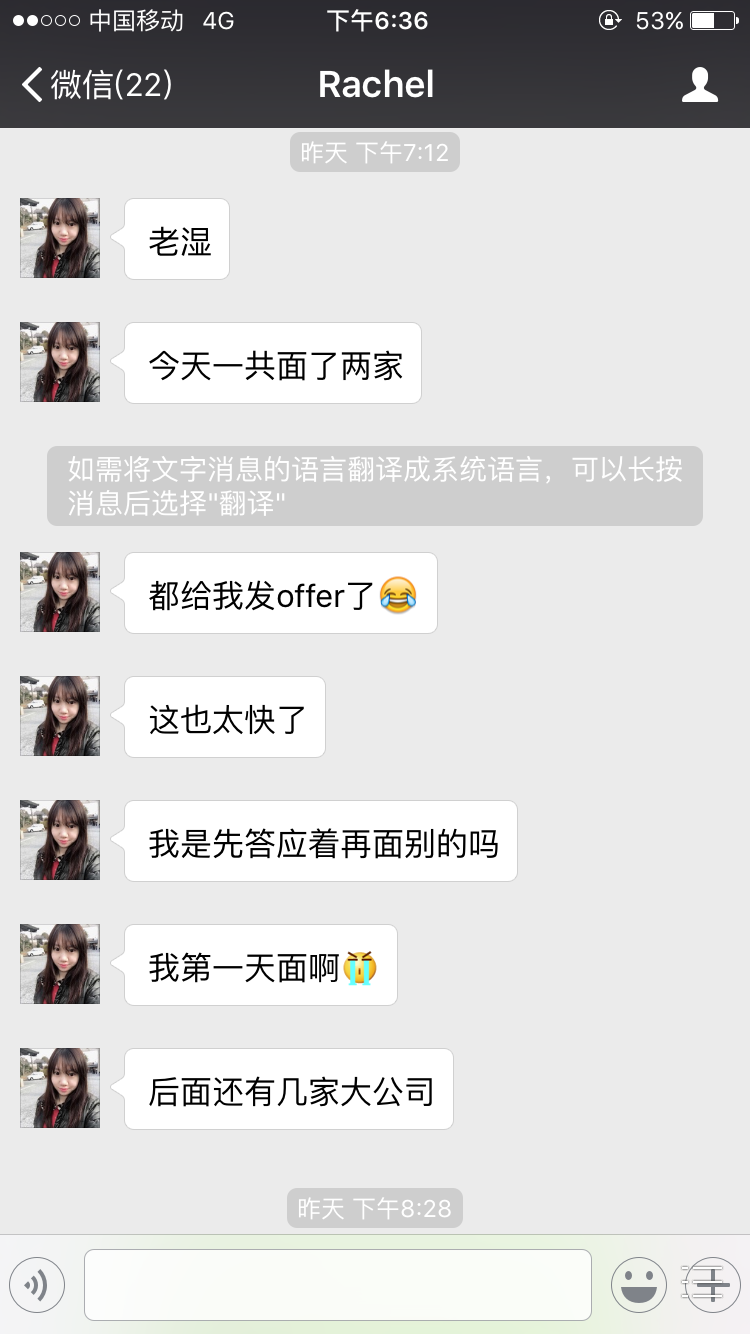 中国移动 4G 下午6:36 53%
微信(22) Rachel
昨天 下午7:12
老湿
今天一共面了两家
如需将文字消息的语言翻译成系统语言，可以长按
消息后选择"翻译"
都给我发offer了😂
这也太快了
我是先答应着再面别的吗
我第一天面啊😭
后面还有几家大公司
昨天 下午8:28